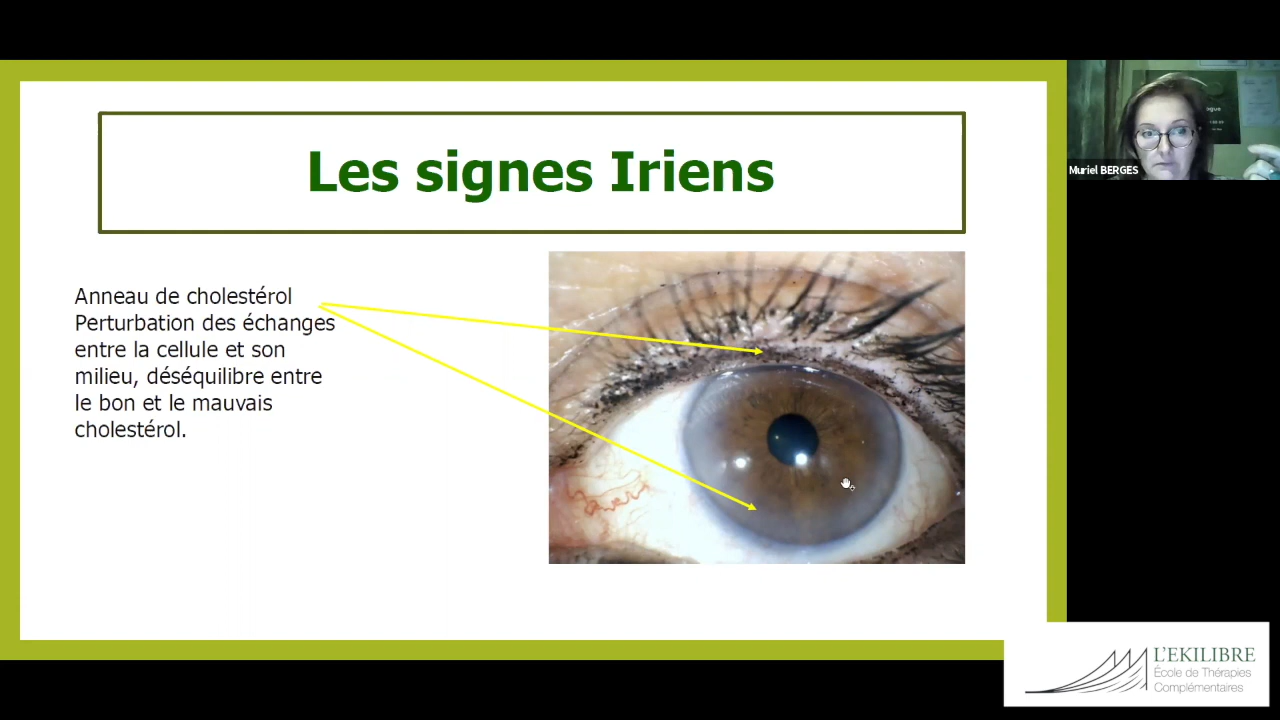 Les signes Iriens
Anneau de cholestérol
Perturbation des échanges
entre la cellule et son
milieu, déséquilibre entre
le bon et le mauvais
cholestérol.
Muriel BERGES
L'EKILIBRE
École de Thérapies
Complémentaires